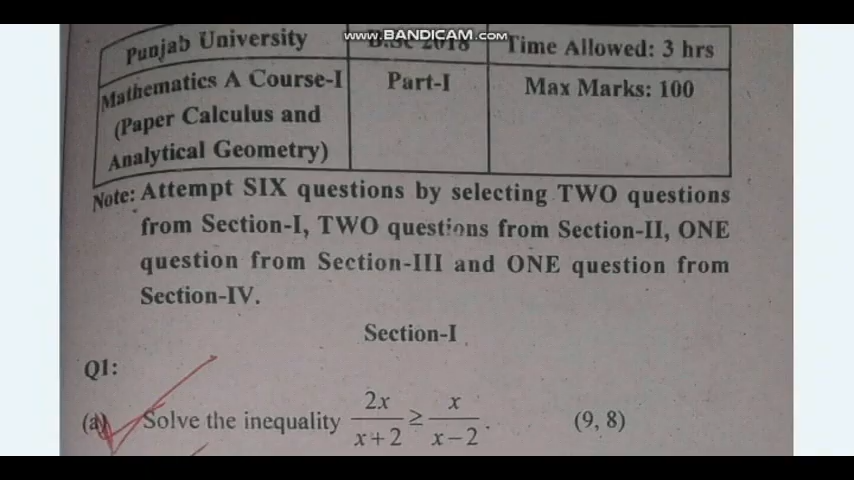 www.BANDICAM.com
Punjab University
B.Sc 2018
Time Allowed: 3 hrs
Mathematics A Course-I
(Paper Calculus and
Analytical Geometry)
Part-I
Max Marks: 100
Note: Attempt SIX questions by selecting TWO questions
from Section-I, TWO questions from Section-II, ONE
question from Section-III and ONE question from
Section-IV.
Section-I
Q1:
(a) Solve the inequality 2x/(x+2) ≥ x/(x−2). (9, 8)